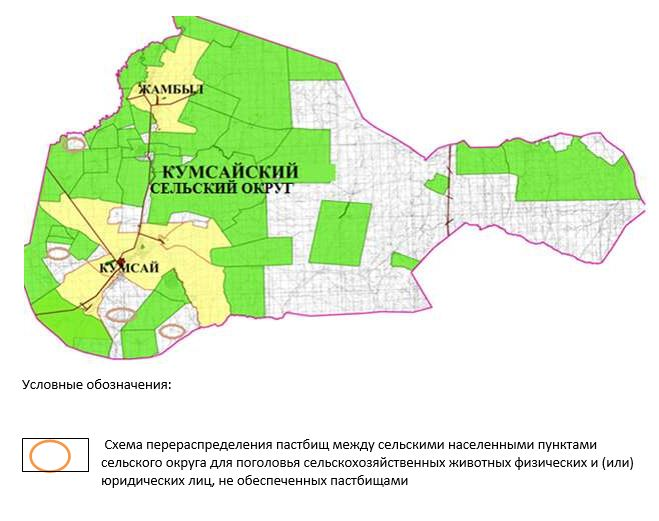 ЖАМБЫЛ
КУМСАЙСКИЙ
СЕЛЬСКИЙ ОКРУГ
КУМСАЙ
Условные обозначения:
Схема перераспределения пастбищ между сельскими населенными пунктами
сельского округа для поголовья сельскохозяйственных животных физических и (или)
юридических лиц, не обеспеченных пастбищами